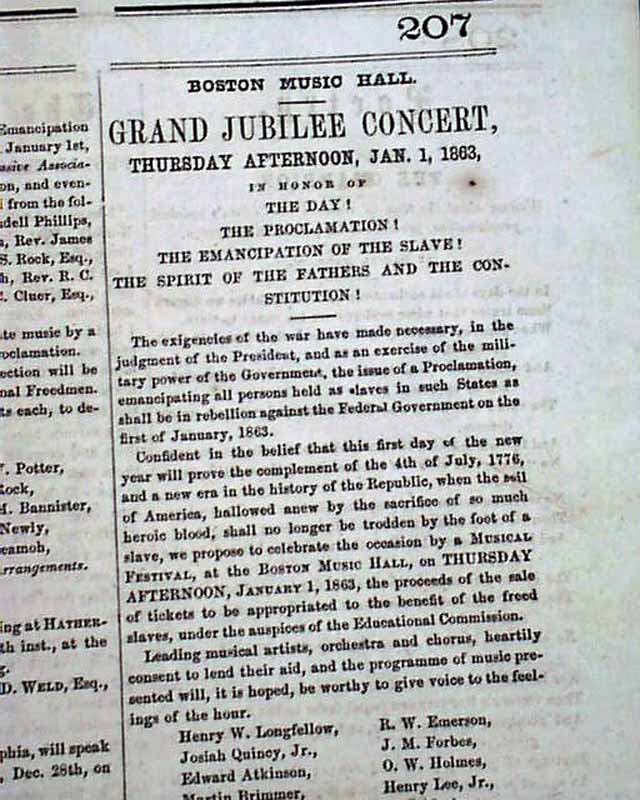 207
Emancipation
January 1st,
Associa-
on, and even-
from the fol-
ndell Phillips,
Rev. James
S. Rock, Esq.,
h, Rev. R. C.
C. Cluer, Esq.,
music by a
roclamation.
ection will be
nal Freedmen.
ts each, to de-
Potter,
Rock,
M. Bannister,
Newly,
eamoh,
rrangements.
ing at HATHER-
th inst., at the
g.
D. WELD, ESQ.,
phia, will speak
, Dec. 28th, on
BOSTON MUSIC HALL.
GRAND JUBILEE CONCERT,
THURSDAY AFTERNOON, JAN. 1, 1863,
IN HONOR OF
THE DAY!
THE PROCLAMATION!
THE EMANCIPATION OF THE SLAVE!
THE SPIRIT OF THE FATHERS AND THE CON-
STITUTION!
The exigencies of the war have made necessary, in the
judgment of the President, and as an exercise of the mili-
tary power of the Government, the issue of a Proclamation,
emancipating all persons held as slaves in such States as
shall be in rebellion against the Federal Government on the
first of January, 1863.
Confident in the belief that this first day of the new
year will prove the complement of the 4th of July, 1776,
and a new era in the history of the Republic, when the soil
of America, hallowed anew by the sacrifice of so much
heroic blood, shall no longer be trodden by the foot of a
slave, we propose to celebrate the occasion by a MUSICAL
FESTIVAL, at the BOSTON MUSIC HALL, on THURSDAY
AFTERNOON, JANUARY 1, 1863, the proceeds of the sale
of tickets to be appropriated to the benefit of the freed
slaves, under the auspices of the Educational Commission.
Leading musical artists, orchestra and chorus, heartily
consent to lend their aid, and the programme of music pre-
sented will, it is hoped, be worthy to give voice to the feel-
ings of the hour.
Henry W. Longfellow,
Josiah Quincy, Jr.,
Edward Atkinson,
Martin Brimmer,
R. W. Emerson,
J. M. Forbes,
O. W. Holmes,
Henry Lee, Jr.,